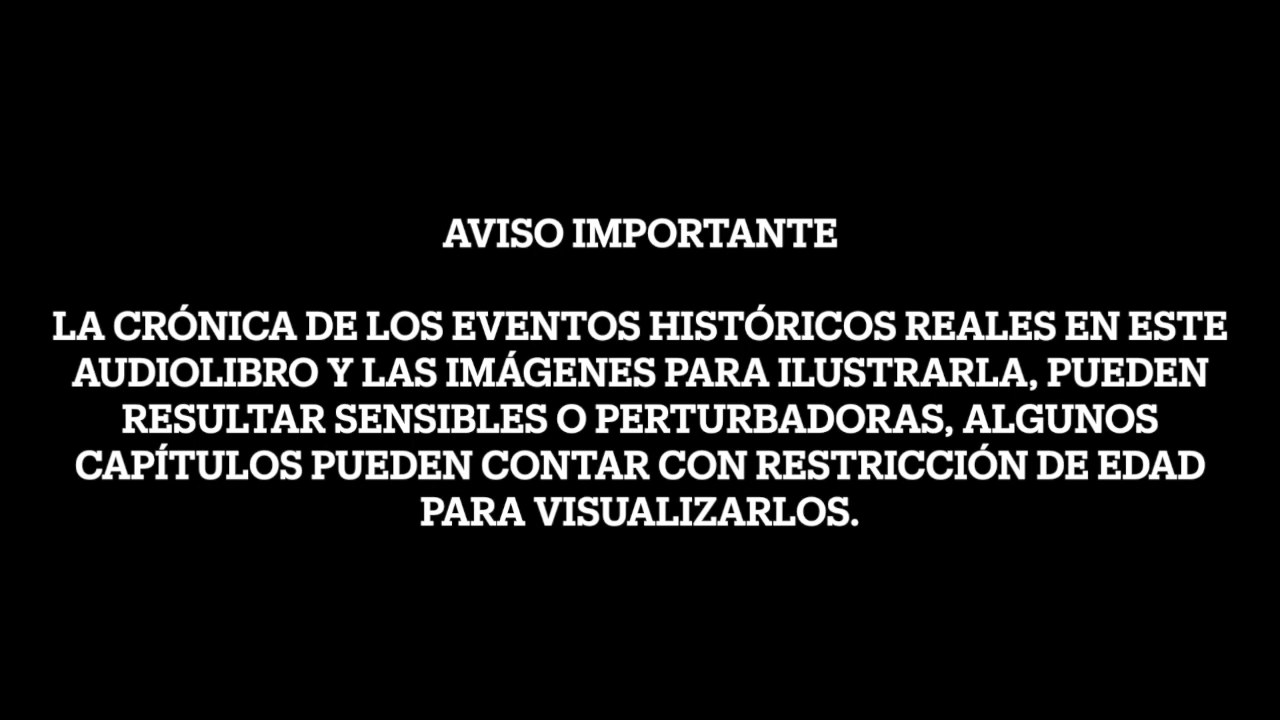 AVISO IMPORTANTE
LA CRÓNICA DE LOS EVENTOS HISTÓRICOS REALES EN ESTE
AUDIOLIBRO Y LAS IMÁGENES PARA ILUSTRARLA, PUEDEN
RESULTAR SENSIBLES O PERTURBADORAS, ALGUNOS
CAPÍTULOS PUEDEN CONTAR CON RESTRICCIÓN DE EDAD
PARA VISUALIZARLOS.